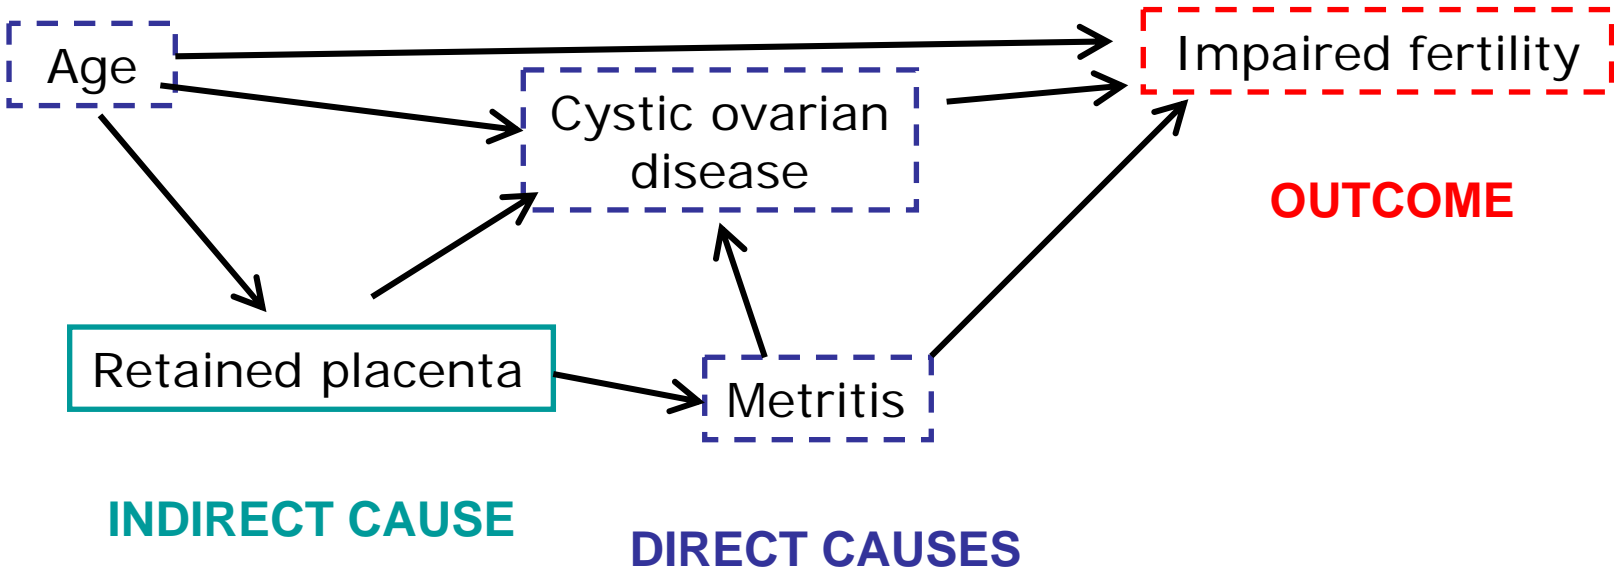 Age
Impaired fertility
Cystic ovarian
disease
OUTCOME
Retained placenta
Metritis
INDIRECT CAUSE
DIRECT CAUSES